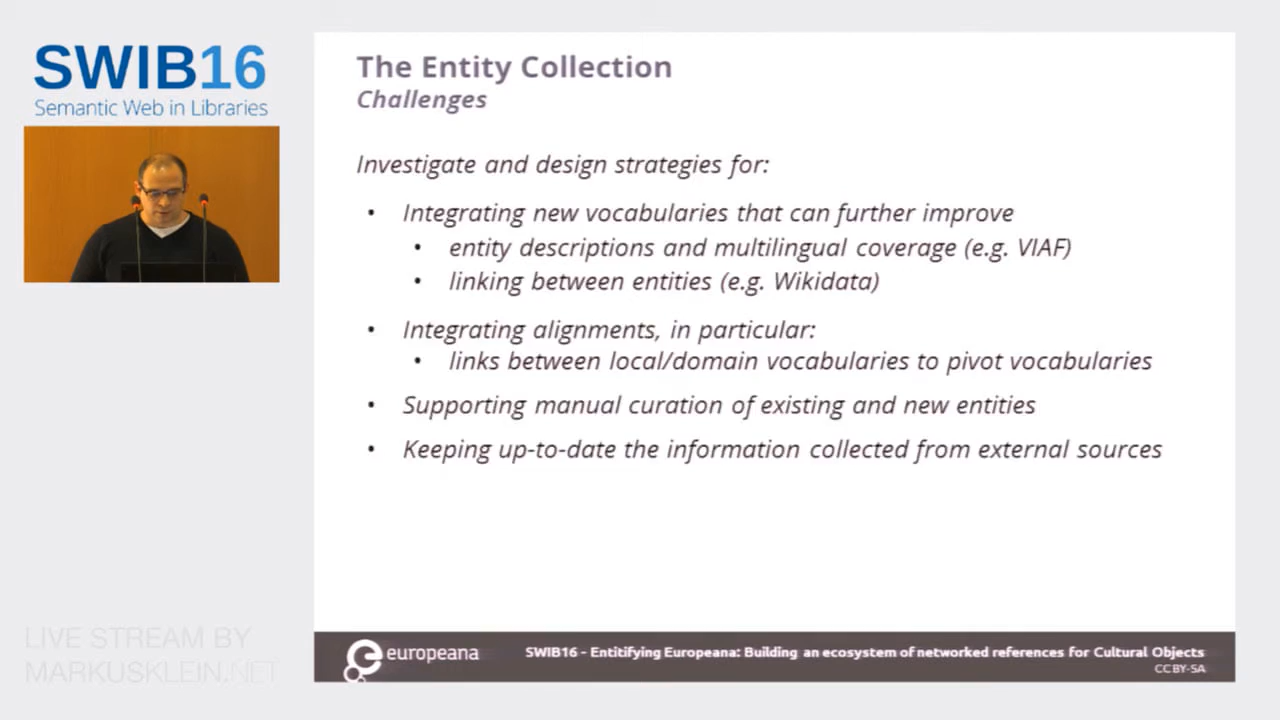 SWIB16
Semantic Web in Libraries
The Entity Collection
Challenges
Investigate and design strategies for:
• Integrating new vocabularies that can further improve
• entity descriptions and multilingual coverage (e.g. VIAF)
• linking between entities (e.g. Wikidata)
• Integrating alignments, in particular:
• links between local/domain vocabularies to pivot vocabularies
• Supporting manual curation of existing and new entities
• Keeping up-to-date the information collected from external sources
LIVE STREAM BY
MARKUSKLEIN.NET
europeana
SWIB16 - Entitifying Europeana: Building an ecosystem of networked references for Cultural Objects
CC BY-SA